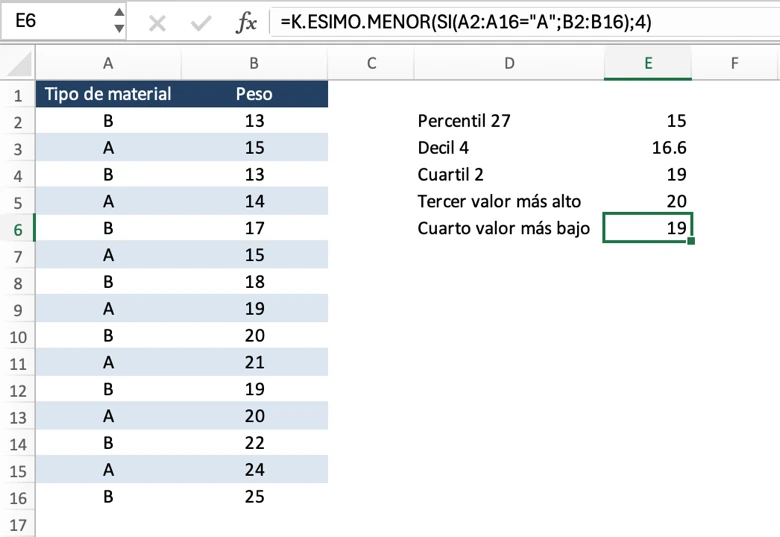 E6 fx =K.ESIMO.MENOR(SI(A2:A16="A";B2:B16);4)
A B C D E F
1 Tipo de material Peso
2 B 13 Percentil 27 15
3 A 15 Decil 4 16.6
4 B 13 Cuartil 2 19
5 A 14 Tercer valor más alto 20
6 B 17 Cuarto valor más bajo 19
7 A 15
8 B 18
9 A 19
10 B 20
11 A 21
12 B 19
13 A 20
14 B 22
15 A 24
16 B 25
17